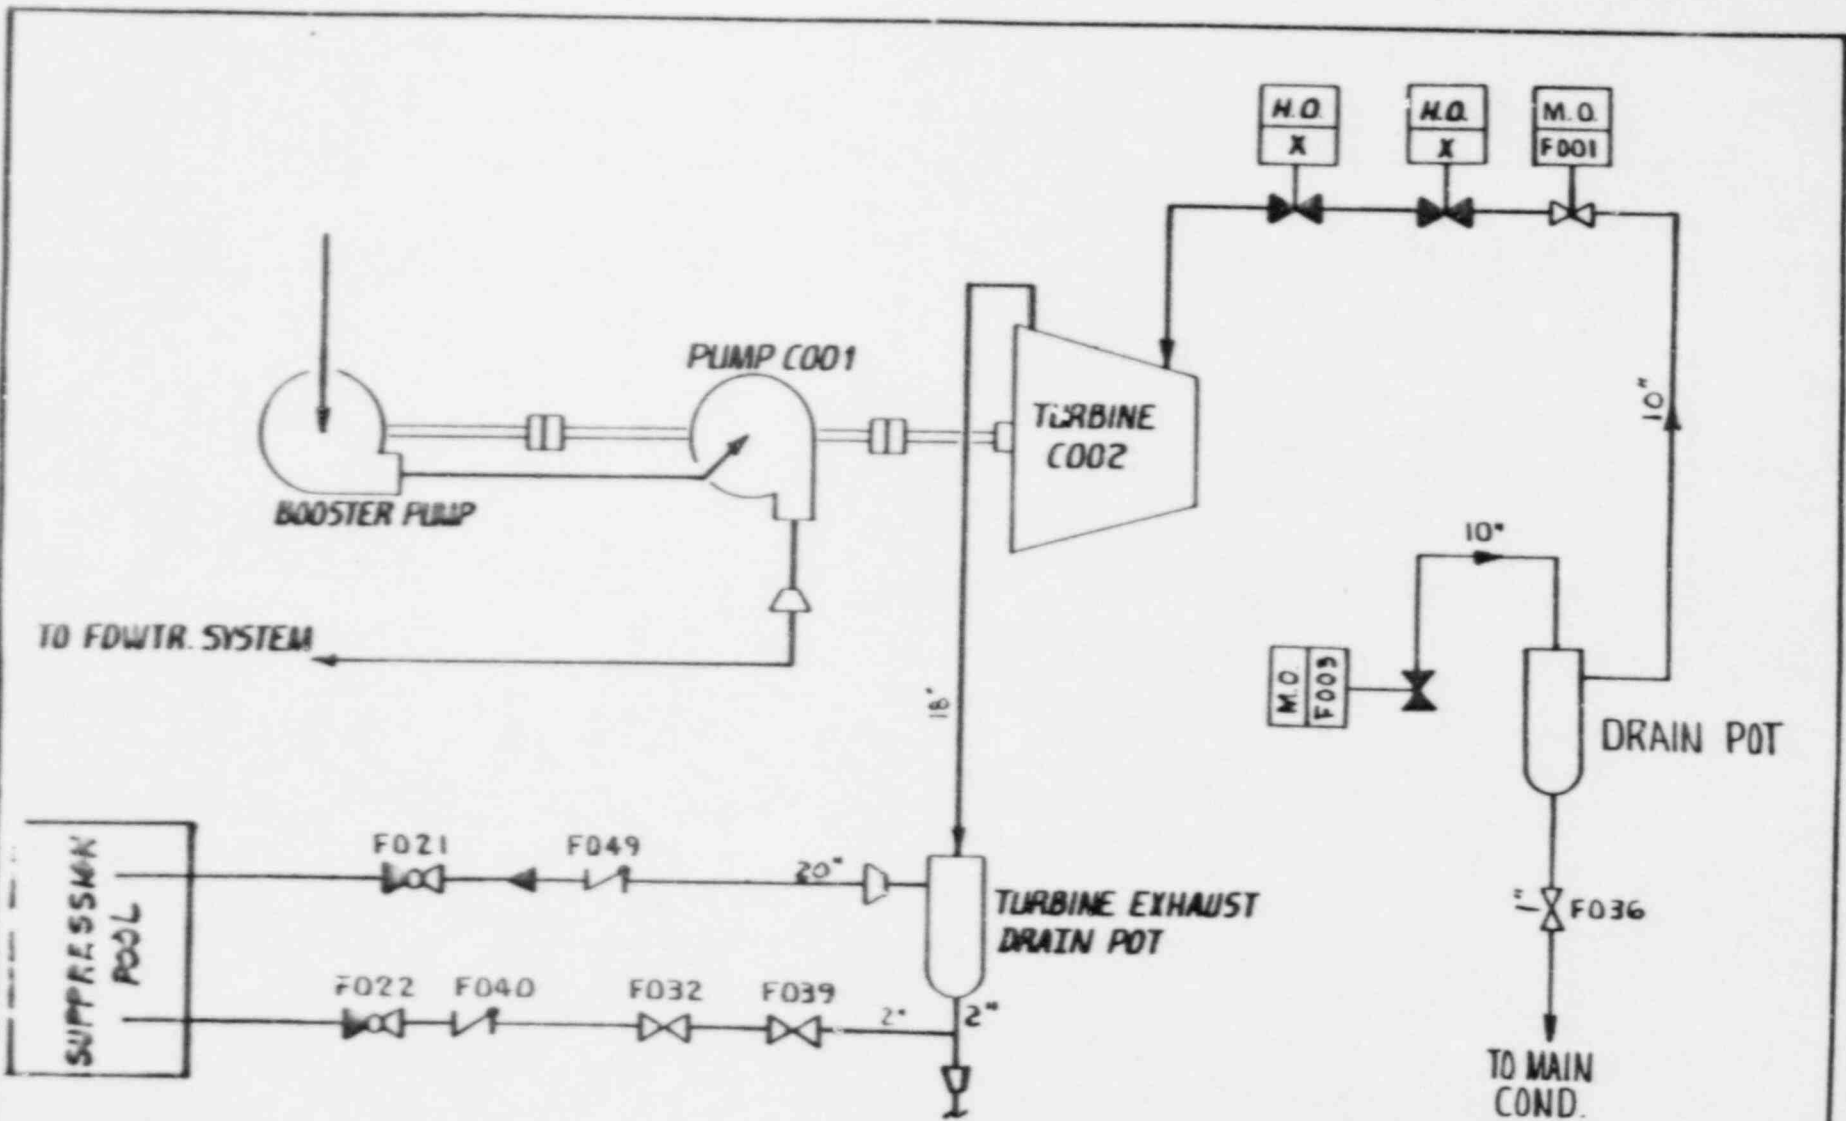 H.O.
X
H.O.
X
M.O.
F001
PUMP C001
TURBINE
C002
10"
BOOSTER PUMP
10"
TO FDWTR. SYSTEM
M.O.
F003
18"
DRAIN POT
SUPPRESSION
POOL
F021
F049
20"
TURBINE EXHAUST
DRAIN POT
1"
F036
F022
F040
F032
F039
2"
2"
TO MAIN
COND.